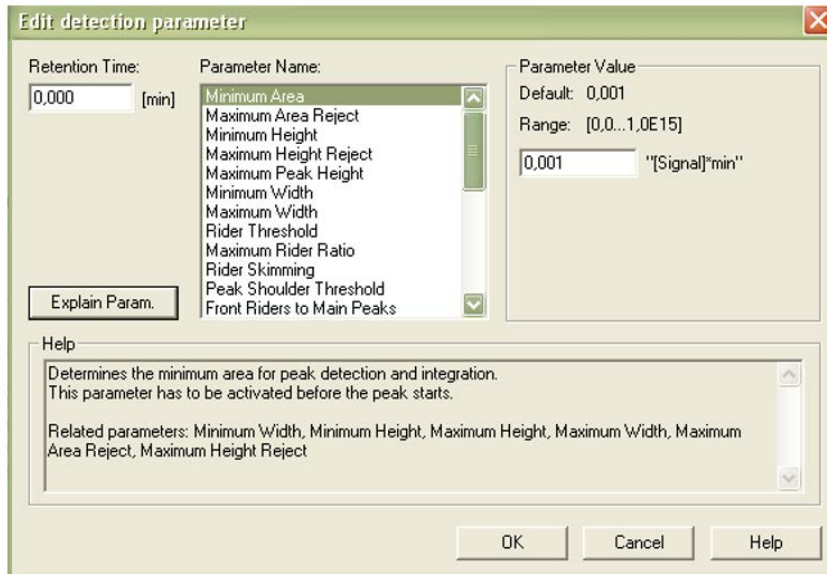 Edit detection parameter
Retention Time:
0,000 [min]
Explain Param.
Parameter Name:
Minimum Area
Maximum Area Reject
Minimum Height
Maximum Height Reject
Maximum Peak Height
Minimum Width
Maximum Width
Rider Threshold
Maximum Rider Ratio
Rider Skimming
Peak Shoulder Threshold
Front Riders to Main Peaks
Parameter Value
Default: 0,001
Range: [0,0...1,0E15]
0,001 "[Signal]*min"
Help
Determines the minimum area for peak detection and integration.
This parameter has to be activated before the peak starts.
Related parameters: Minimum Width, Minimum Height, Maximum Height, Maximum Width, Maximum
Area Reject, Maximum Height Reject
OK Cancel Help